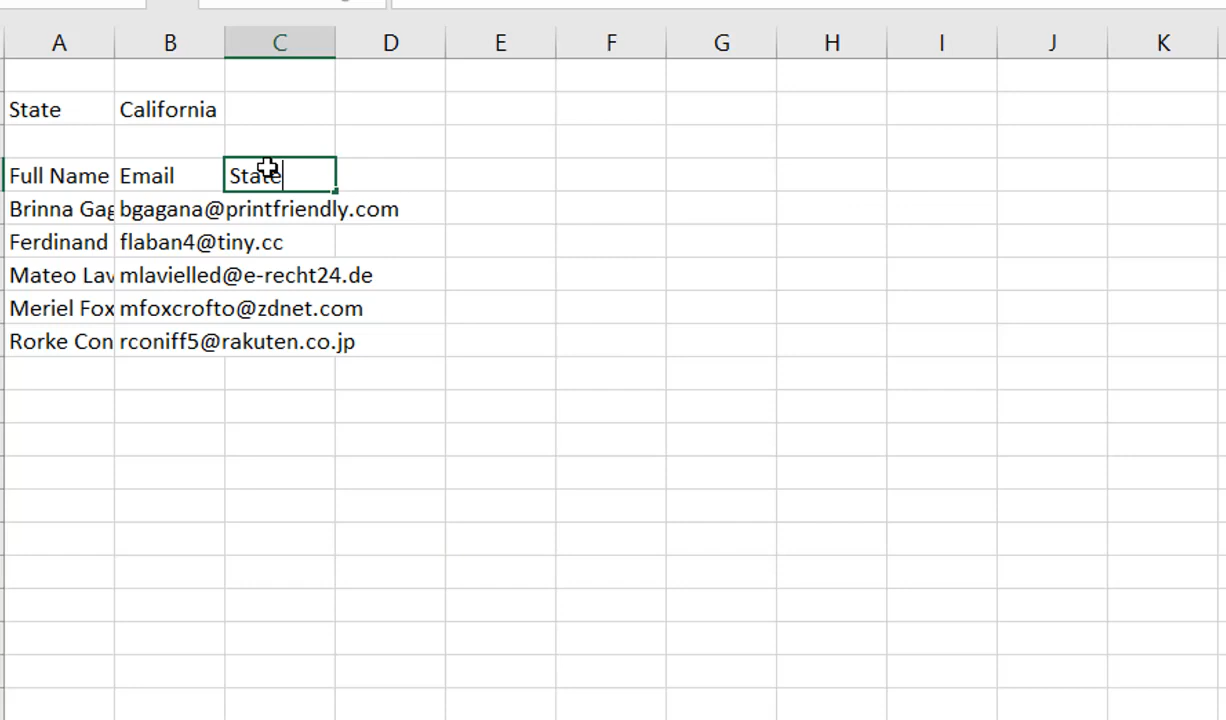 A B C D E F G H I J K
State California
Full Name Email State
Brinna Gag bgagana@printfriendly.com
Ferdinand flaban4@tiny.cc
Mateo Lav mlavielled@e-recht24.de
Meriel Fox mfoxcrofto@zdnet.com
Rorke Con rconiff5@rakuten.co.jp